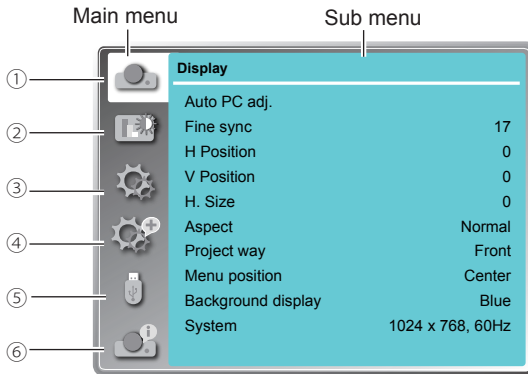 Main menu Sub menu
① Display
Auto PC adj.
② Fine sync 17
H Position 0
③ V Position 0
H. Size 0
④ Aspect Normal
Project way Front
⑤ Menu position Center
Background display Blue
⑥ System 1024 x 768, 60Hz